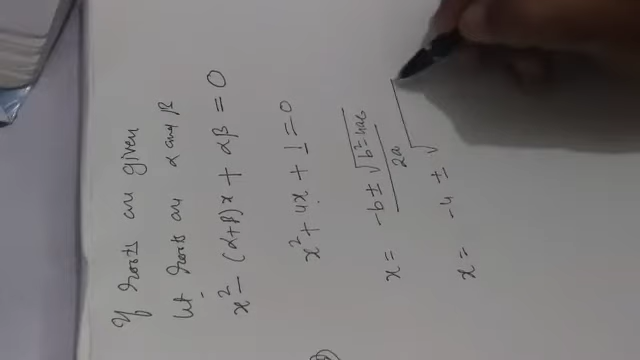 If roots are given
let roots are α and β
x² - (α+β)x + αβ = 0
x² + 4x + 1 = 0
x = -b ± √b²-4ac / 2a
x = -4 ± √